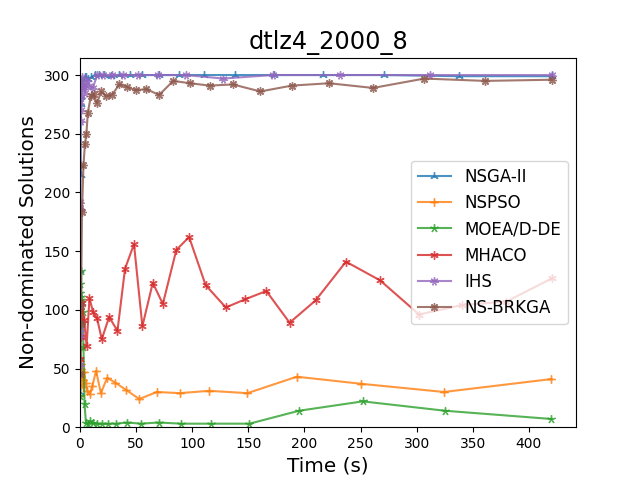 dtlz4_2000_8
Non-dominated Solutions
300
250
200
150
100
50
0
NSGA-II
NSPSO
MOEA/D-DE
MHACO
IHS
NS-BRKGA
0 50 100 150 200 250 300 350 400
Time (s)